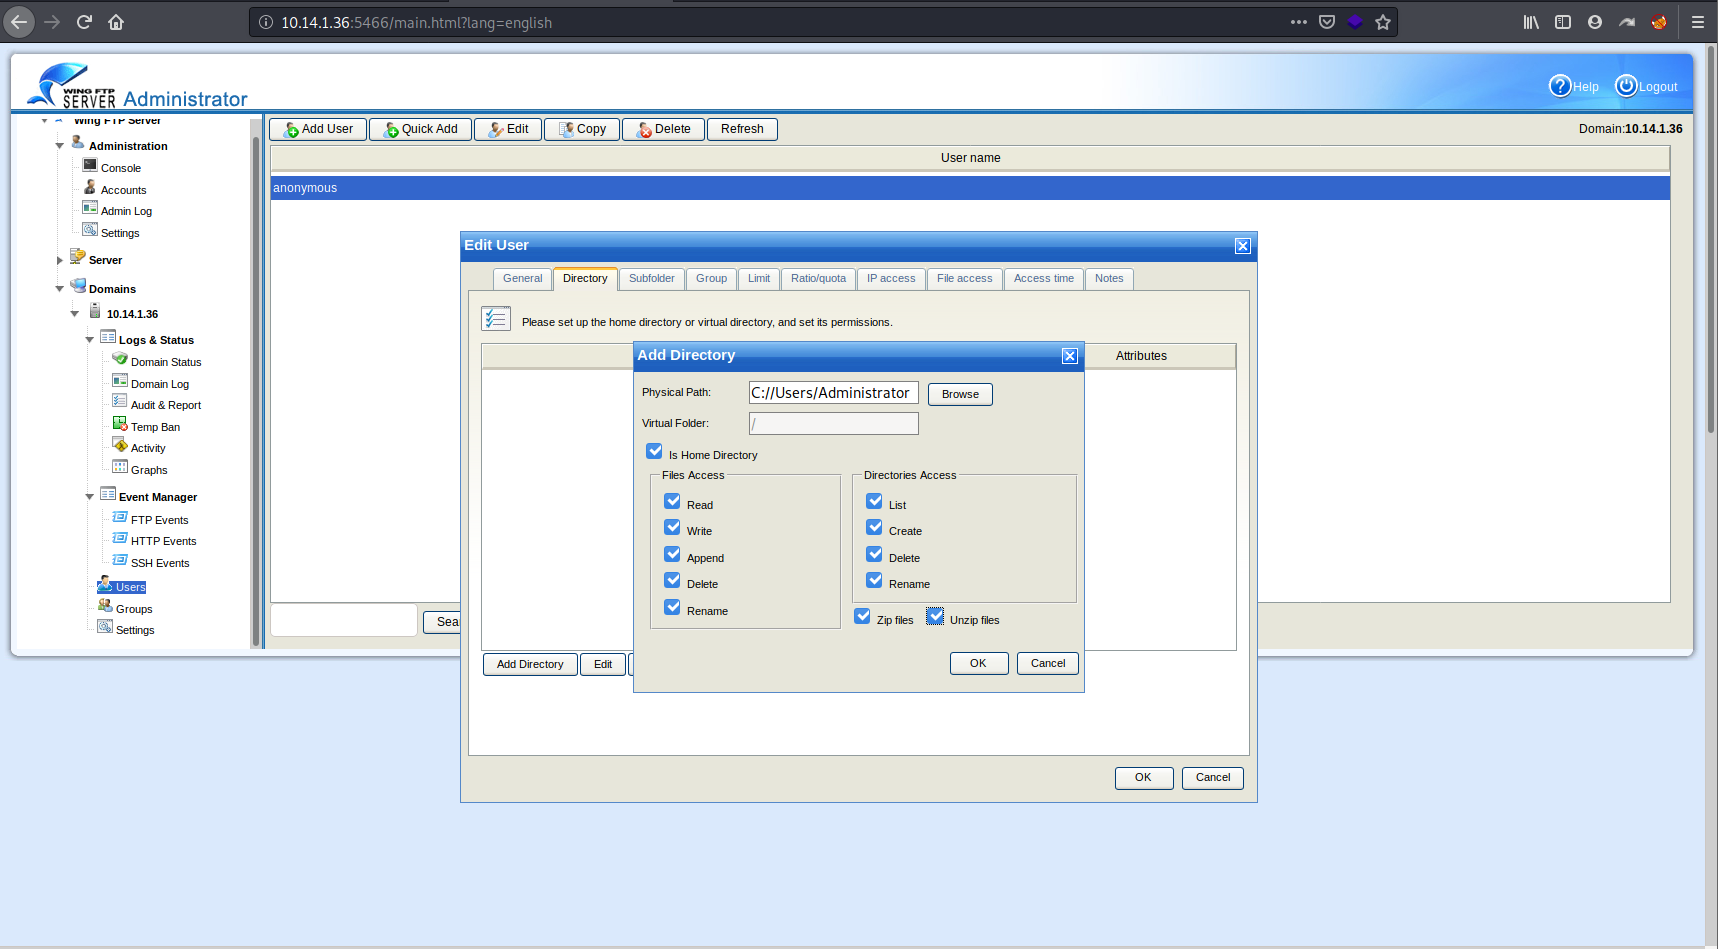 10.14.1.36:5466/main.html?lang=english
WING FTP
SERVER Administrator
Help Logout
Wing FTP Server
Administration
Console
Accounts
Admin Log
Settings
Server
Domains
10.14.1.36
Logs & Status
Domain Status
Domain Log
Audit & Report
Temp Ban
Activity
Graphs
Event Manager
FTP Events
HTTP Events
SSH Events
Users
Groups
Settings
Add User Quick Add Edit Copy Delete Refresh Domain:10.14.1.36
User name
anonymous
Sea
Edit User
General Directory Subfolder Group Limit Ratio/quota IP access File access Access time Notes
Please set up the home directory or virtual directory, and set its permissions.
Attributes
Add Directory Edit
OK Cancel
Add Directory
Physical Path: C://Users/Administrator Browse
Virtual Folder: /
Is Home Directory
Files Access Directories Access
Read List
Write Create
Append Delete
Delete Rename
Rename
Zip files Unzip files
OK Cancel